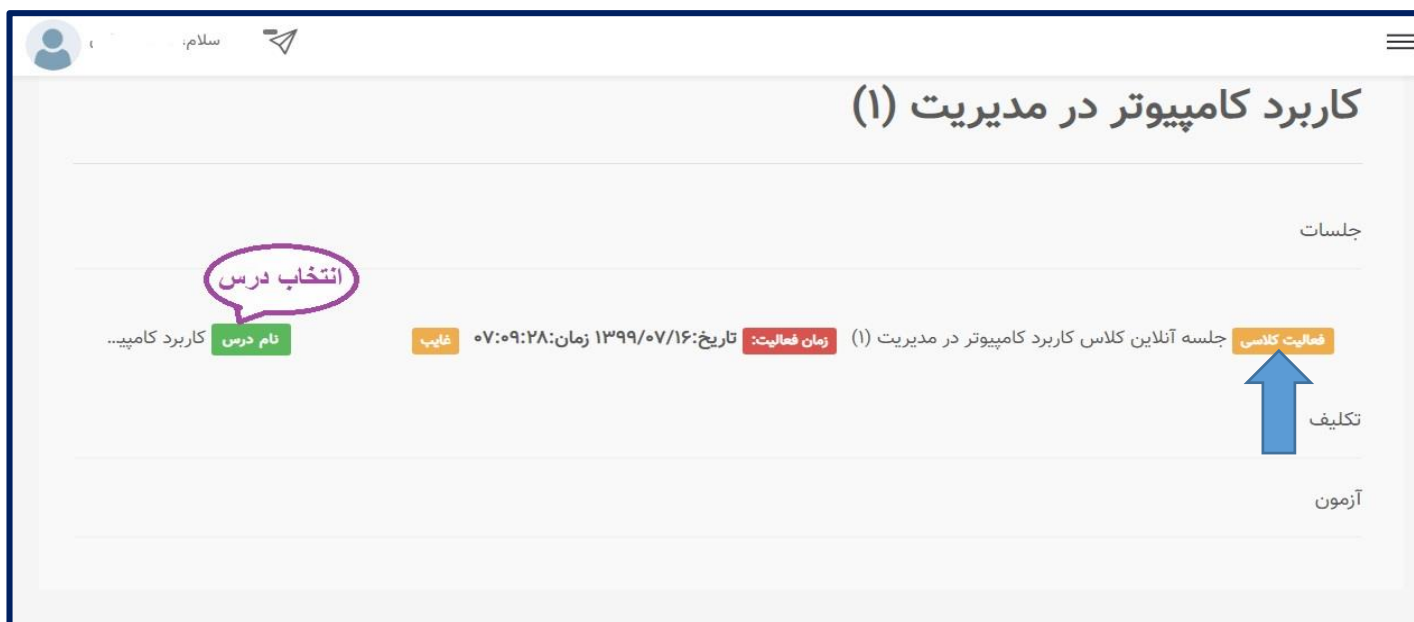 سلام،
کاربرد کامپیوتر در مدیریت (۱)
جلسات
انتخاب درس
فعالیت کلاسی جلسه آنلاین کلاس کاربرد کامپیوتر در مدیریت (۱) زمان فعالیت: تاریخ:۱۳۹۹/۰۷/۱۶ زمان:۰۷:۰۹:۲۸ غایب نام درس کاربرد کامپیـ...
تکلیف
آزمون